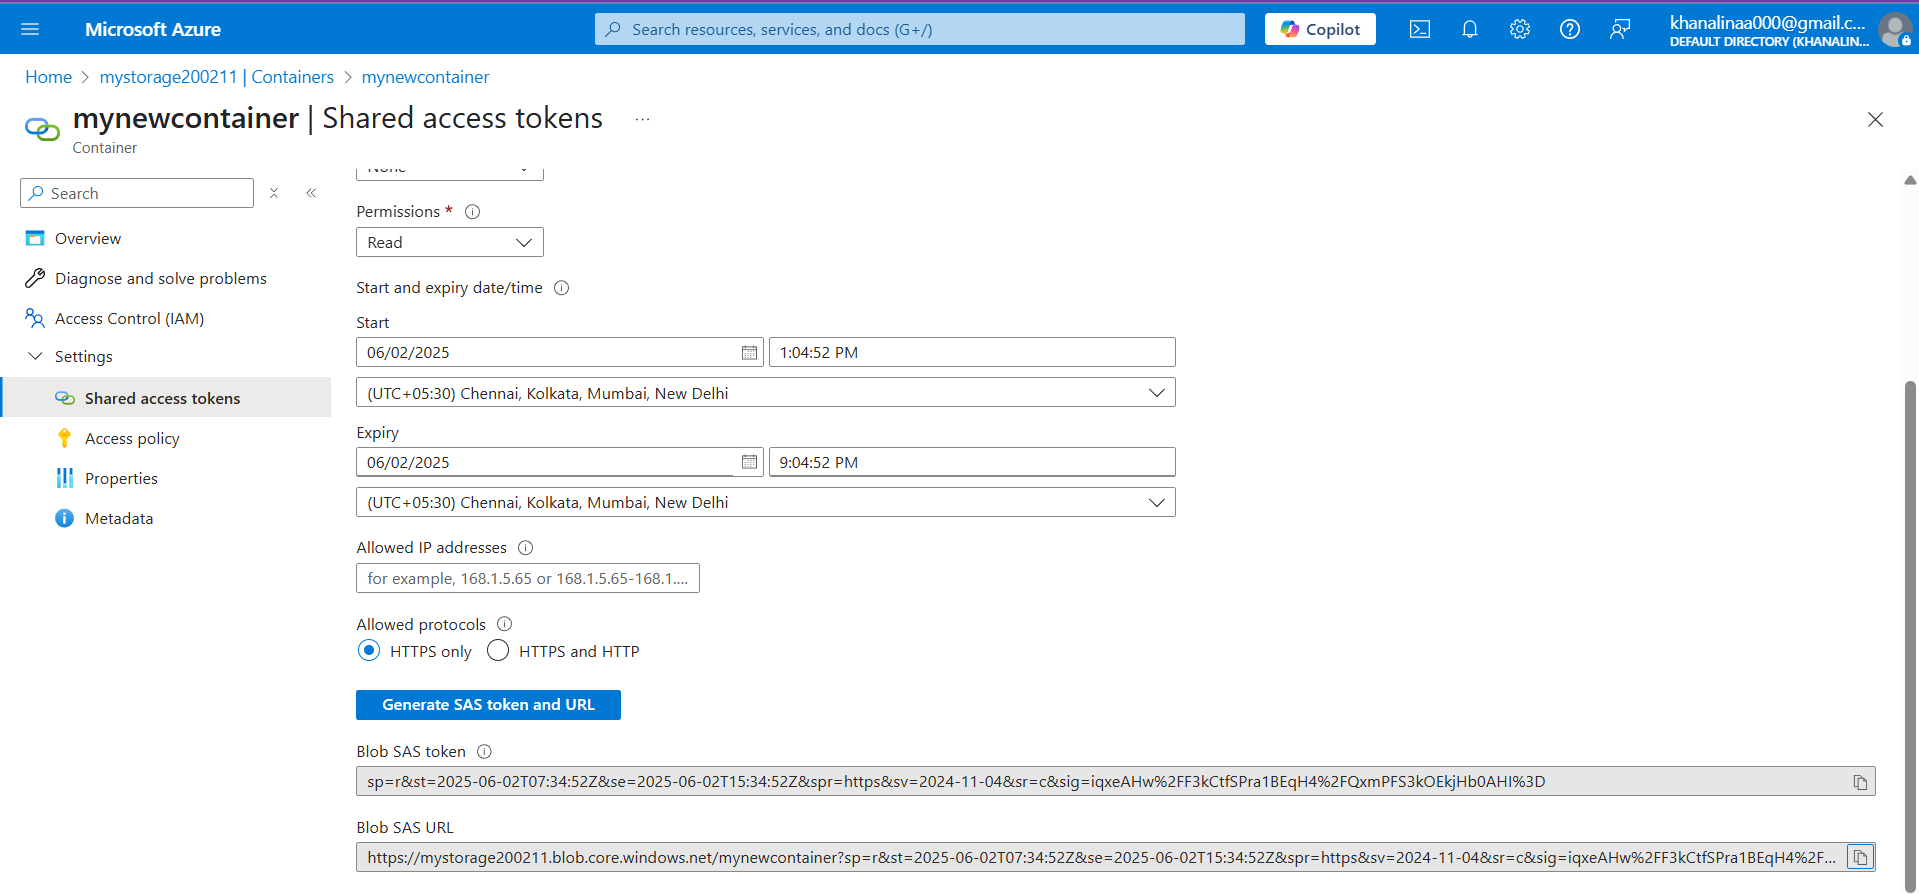 Microsoft Azure
Search resources, services, and docs (G+/)
Copilot
khanalinaa000@gmail.c...
DEFAULT DIRECTORY (KHANALIN...
Home > mystorage200211 | Containers > mynewcontainer
mynewcontainer | Shared access tokens ...
Container
Search
Overview
Diagnose and solve problems
Access Control (IAM)
Settings
Shared access tokens
Access policy
Properties
Metadata
None
Permissions *
Read
Start and expiry date/time
Start
06/02/2025
1:04:52 PM
(UTC+05:30) Chennai, Kolkata, Mumbai, New Delhi
Expiry
06/02/2025
9:04:52 PM
(UTC+05:30) Chennai, Kolkata, Mumbai, New Delhi
Allowed IP addresses
for example, 168.1.5.65 or 168.1.5.65-168.1....
Allowed protocols
HTTPS only
HTTPS and HTTP
Generate SAS token and URL
Blob SAS token
sp=r&st=2025-06-02T07:34:52Z&se=2025-06-02T15:34:52Z&spr=https&sv=2024-11-04&sr=c&sig=iqxeAHw%2FF3kCtfSPra1BEqH4%2FQxmPFS3kOEkjHb0AHI%3D
Blob SAS URL
https://mystorage200211.blob.core.windows.net/mynewcontainer?sp=r&st=2025-06-02T07:34:52Z&se=2025-06-02T15:34:52Z&spr=https&sv=2024-11-04&sr=c&sig=iqxeAHw%2FF3kCtfSPra1BEqH4%2F...